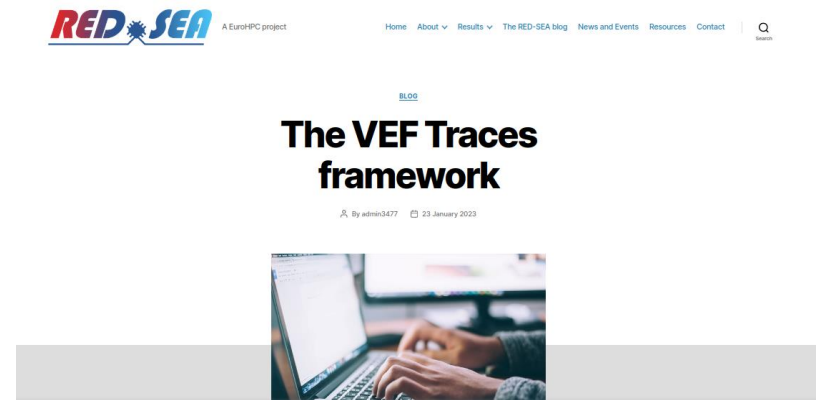 RED SEA
A EuroHPC project
Home About Results The RED-SEA blog News and Events Resources Contact
Search
BLOG
The VEF Traces
framework
By admin3477 23 January 2023